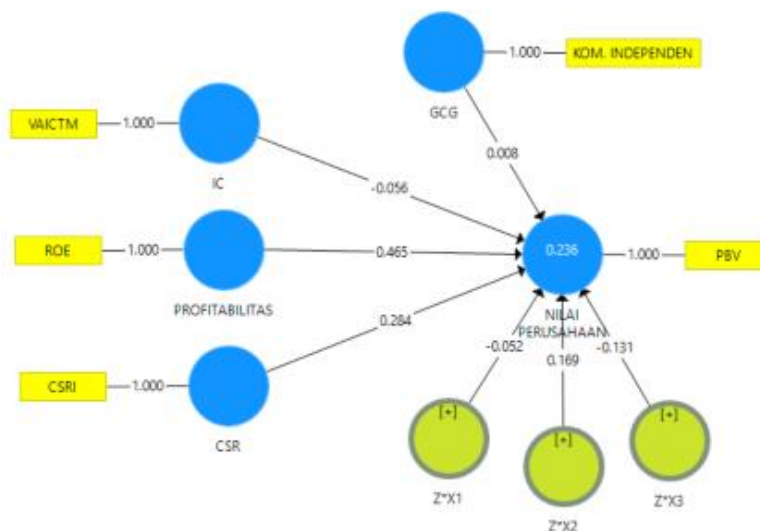 1.000
KOM. INDEPENDEN
GCG
VAICTM
1.000
IC
0.008
-0.056
ROE
1.000
PROFITABILITAS
0.465
0.236
1.000
PBV
NILAI
PERUSAHAAN
0.284
CSRI
1.000
CSR
-0.052
0.169
-0.131
[+]
[+]
[+]
Z*X1
Z*X2
Z*X3